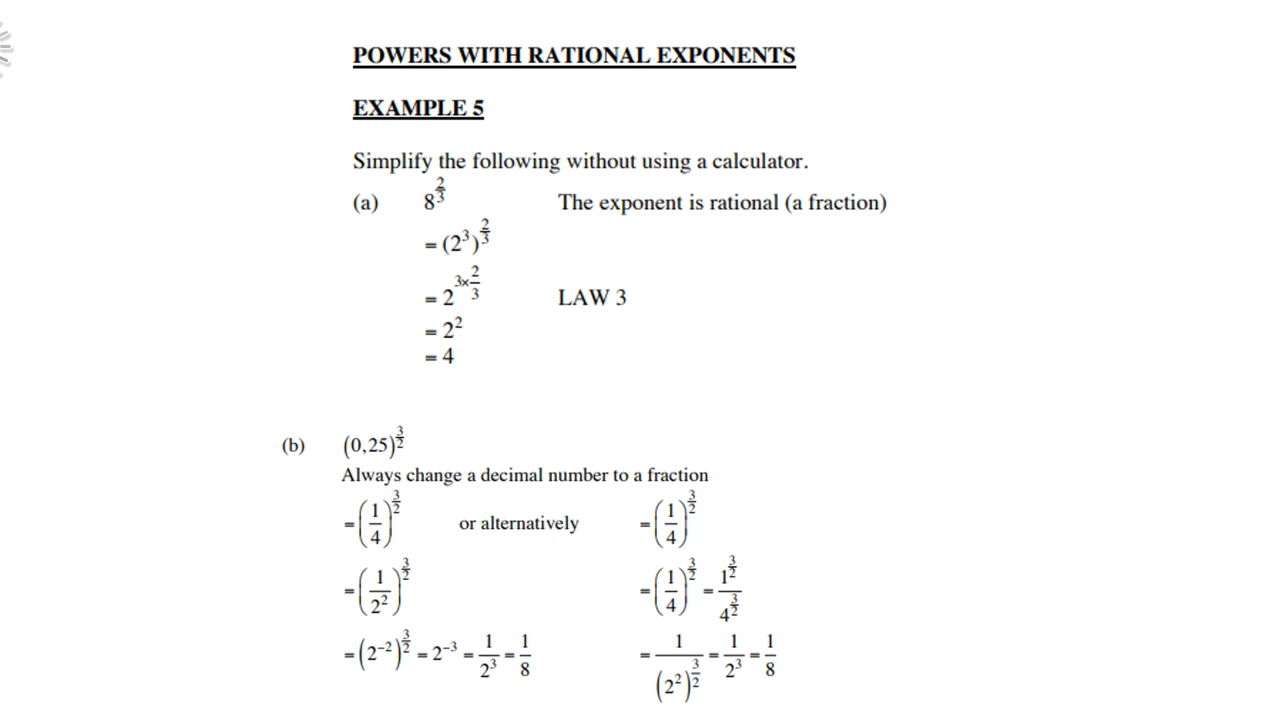 POWERS WITH RATIONAL EXPONENTS
EXAMPLE 5
Simplify the following without using a calculator.
(a) 8^(2/3) The exponent is rational (a fraction)
= (2^3)^(2/3)
= 2^(3×2/3) LAW 3
= 2^2
= 4
(b) (0,25)^(3/2)
Always change a decimal number to a fraction
= (1/4)^(3/2) or alternatively = (1/4)^(3/2)
= (1/2^2)^(3/2) = (1/4)^(3/2) = 1^(3/2)/4^(3/2)
= (2^-2)^(3/2) = 2^-3 = 1/2^3 = 1/8 = 1/(2^2)^(3/2) = 1/2^3 = 1/8